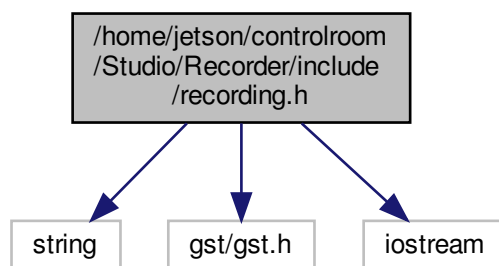 /home/jetson/controlroom
/Studio/Recorder/include
/recording.h
string
gst/gst.h
iostream